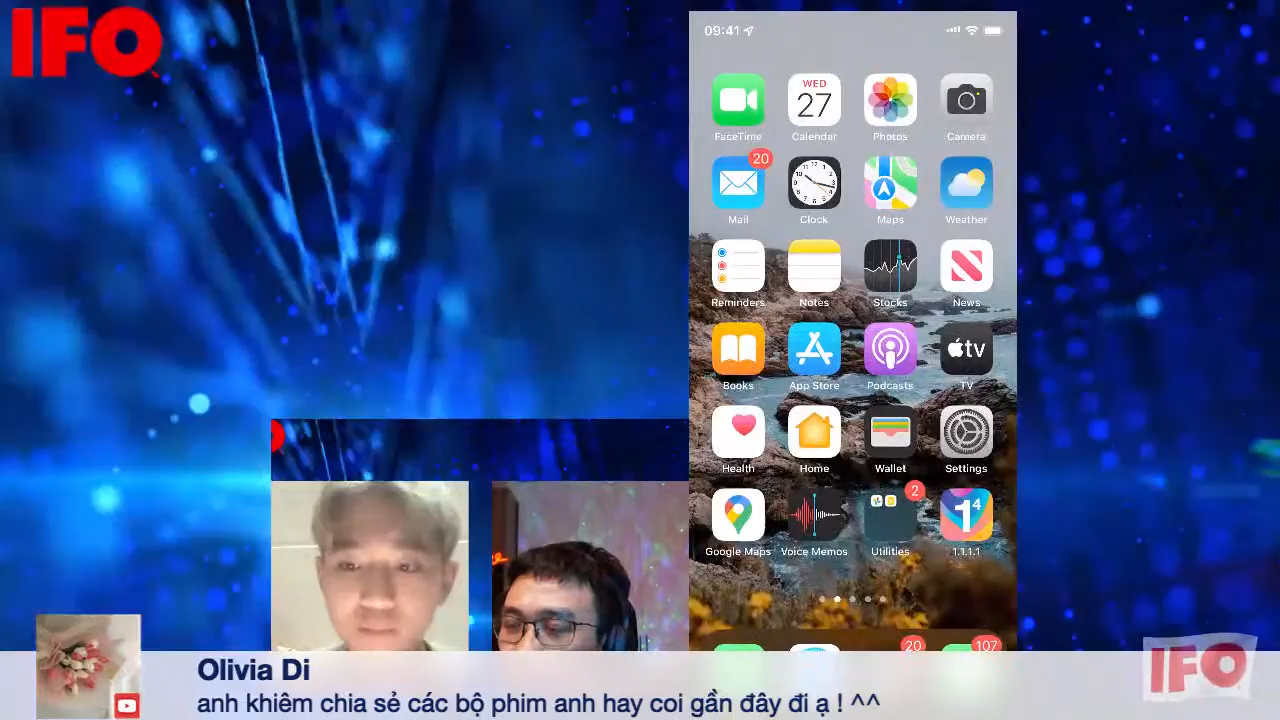 IFO
09:41
WED
27
FaceTime
Calendar
Photos
Camera
20
Mail
Clock
Maps
Weather
Reminders
Notes
Stocks
News
Books
App Store
Podcasts
tv
TV
Health
Home
Wallet
Settings
2
1⁴
Google Maps
Voice Memos
Utilities
1.1.1.1
20
107
Olivia Di
anh khiêm chia sẻ các bộ phim anh hay coi gần đây đi ạ ! ^^
IFO